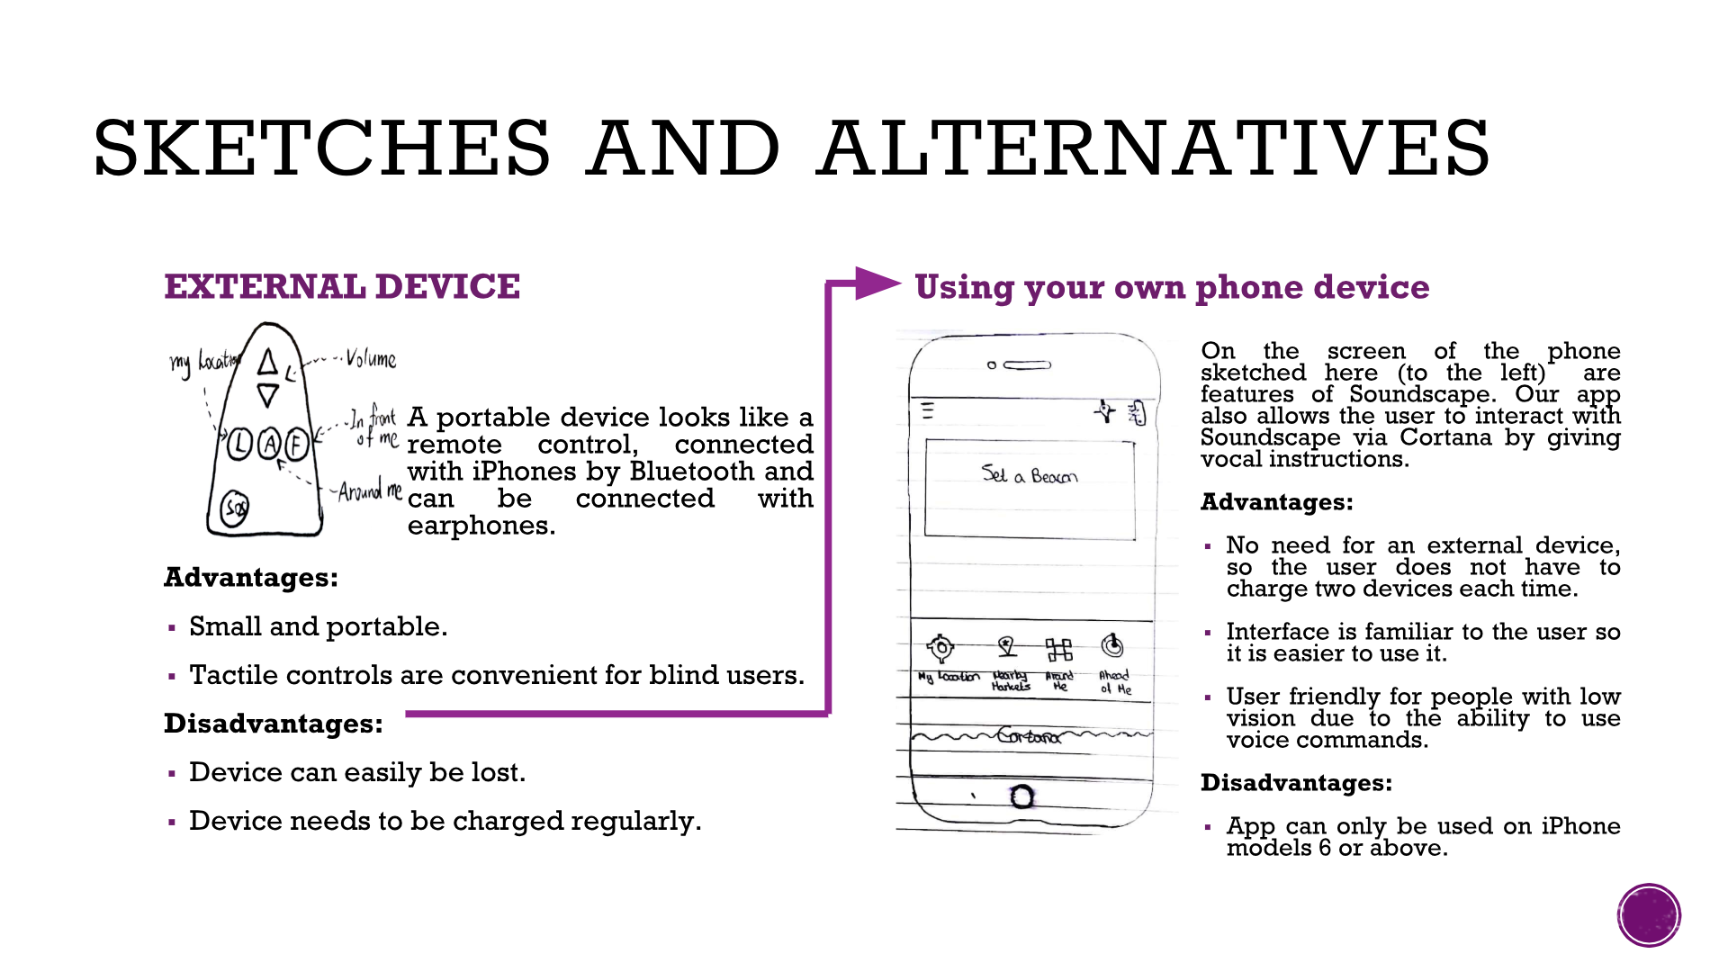 SKETCHES AND ALTERNATIVES
EXTERNAL DEVICE
my Location
Volume
In front
of me
Around me
L A F
SOS
A portable device looks like a
remote control, connected
with iPhones by Bluetooth and
can be connected with
earphones.
Advantages:
▪ Small and portable.
▪ Tactile controls are convenient for blind users.
Disadvantages:
▪ Device can easily be lost.
▪ Device needs to be charged regularly.
Using your own phone device
Set a Beacon
My Location
Nearby
Markets
Around
Me
Ahead
of Me
Cortana
On the screen of the phone
sketched here (to the left) are
features of Soundscape. Our app
also allows the user to interact with
Soundscape via Cortana by giving
vocal instructions.
Advantages:
▪ No need for an external device,
so the user does not have to
charge two devices each time.
▪ Interface is familiar to the user so
it is easier to use it.
▪ User friendly for people with low
vision due to the ability to use
voice commands.
Disadvantages:
▪ App can only be used on iPhone
models 6 or above.